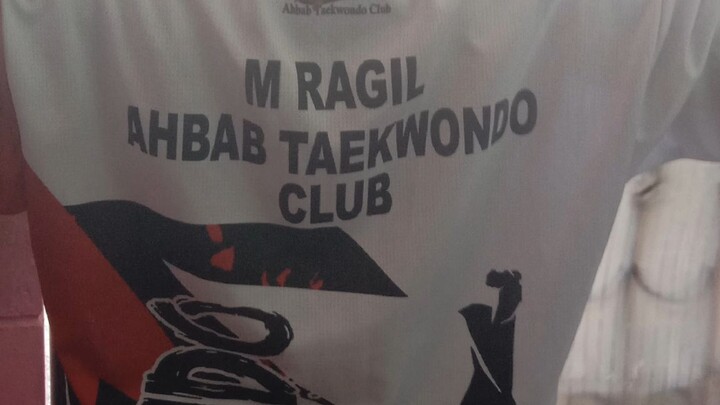 Ahbab Taekwondo Club
M RAGIL
AHBAB TAEKWONDO
CLUB